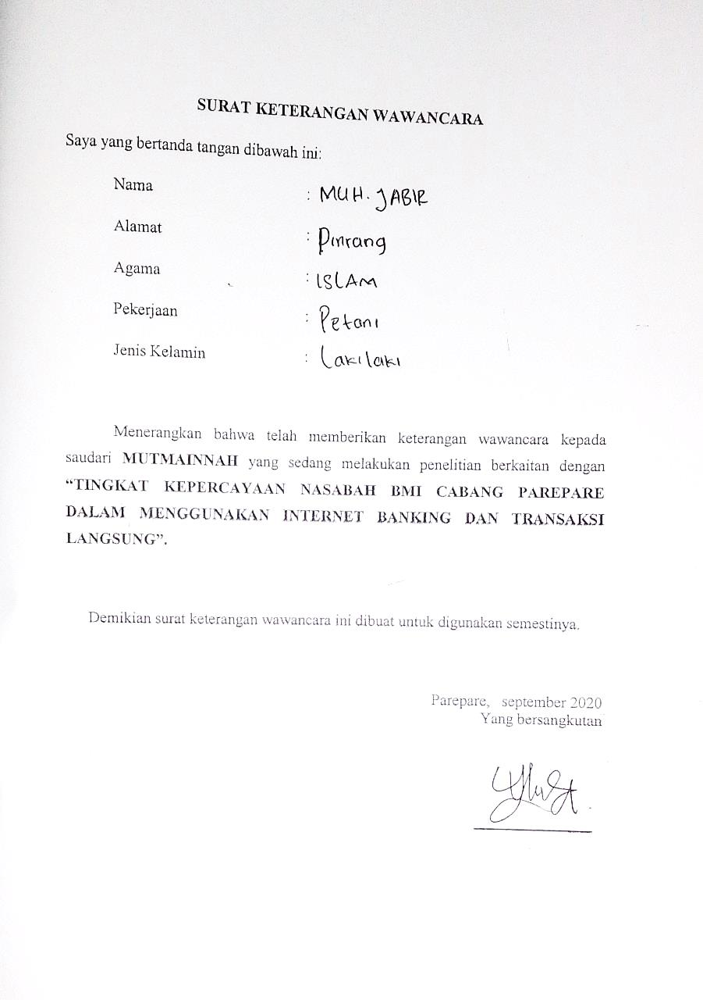 SURAT KETERANGAN WAWANCARA
Saya yang bertanda tangan dibawah ini:
Nama : MUH. JABIR
Alamat : Pinrang
Agama : ISLAM
Pekerjaan : Petani
Jenis Kelamin : Laki laki
Menerangkan bahwa telah memberikan keterangan wawancara kepada
saudari MUTMAINNAH yang sedang melakukan penelitian berkaitan dengan
“TINGKAT KEPERCAYAAN NASABAH BMI CABANG PAREPARE
DALAM MENGGUNAKAN INTERNET BANKING DAN TRANSAKSI
LANGSUNG”.
Demikian surat keterangan wawancara ini dibuat untuk digunakan semestinya.
Parepare, september 2020
Yang bersangkutan